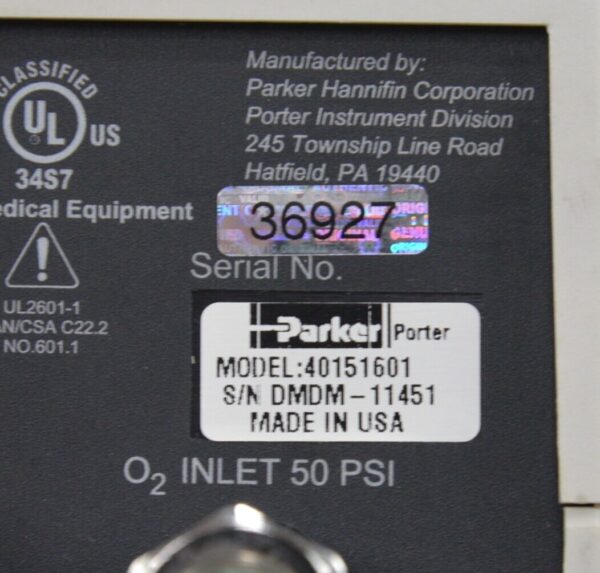 CLASSIFIED
UL US
34S7
edical Equipment
UL2601-1
AN/CSA C22.2
NO.601.1
Manufactured by:
Parker Hannifin Corporation
Porter Instrument Division
245 Township Line Road
Hatfield, PA 19440
36927
Serial No.
Parker Porter
MODEL:40151601
S/N DMDM-11451
MADE IN USA
O₂ INLET 50 PSI